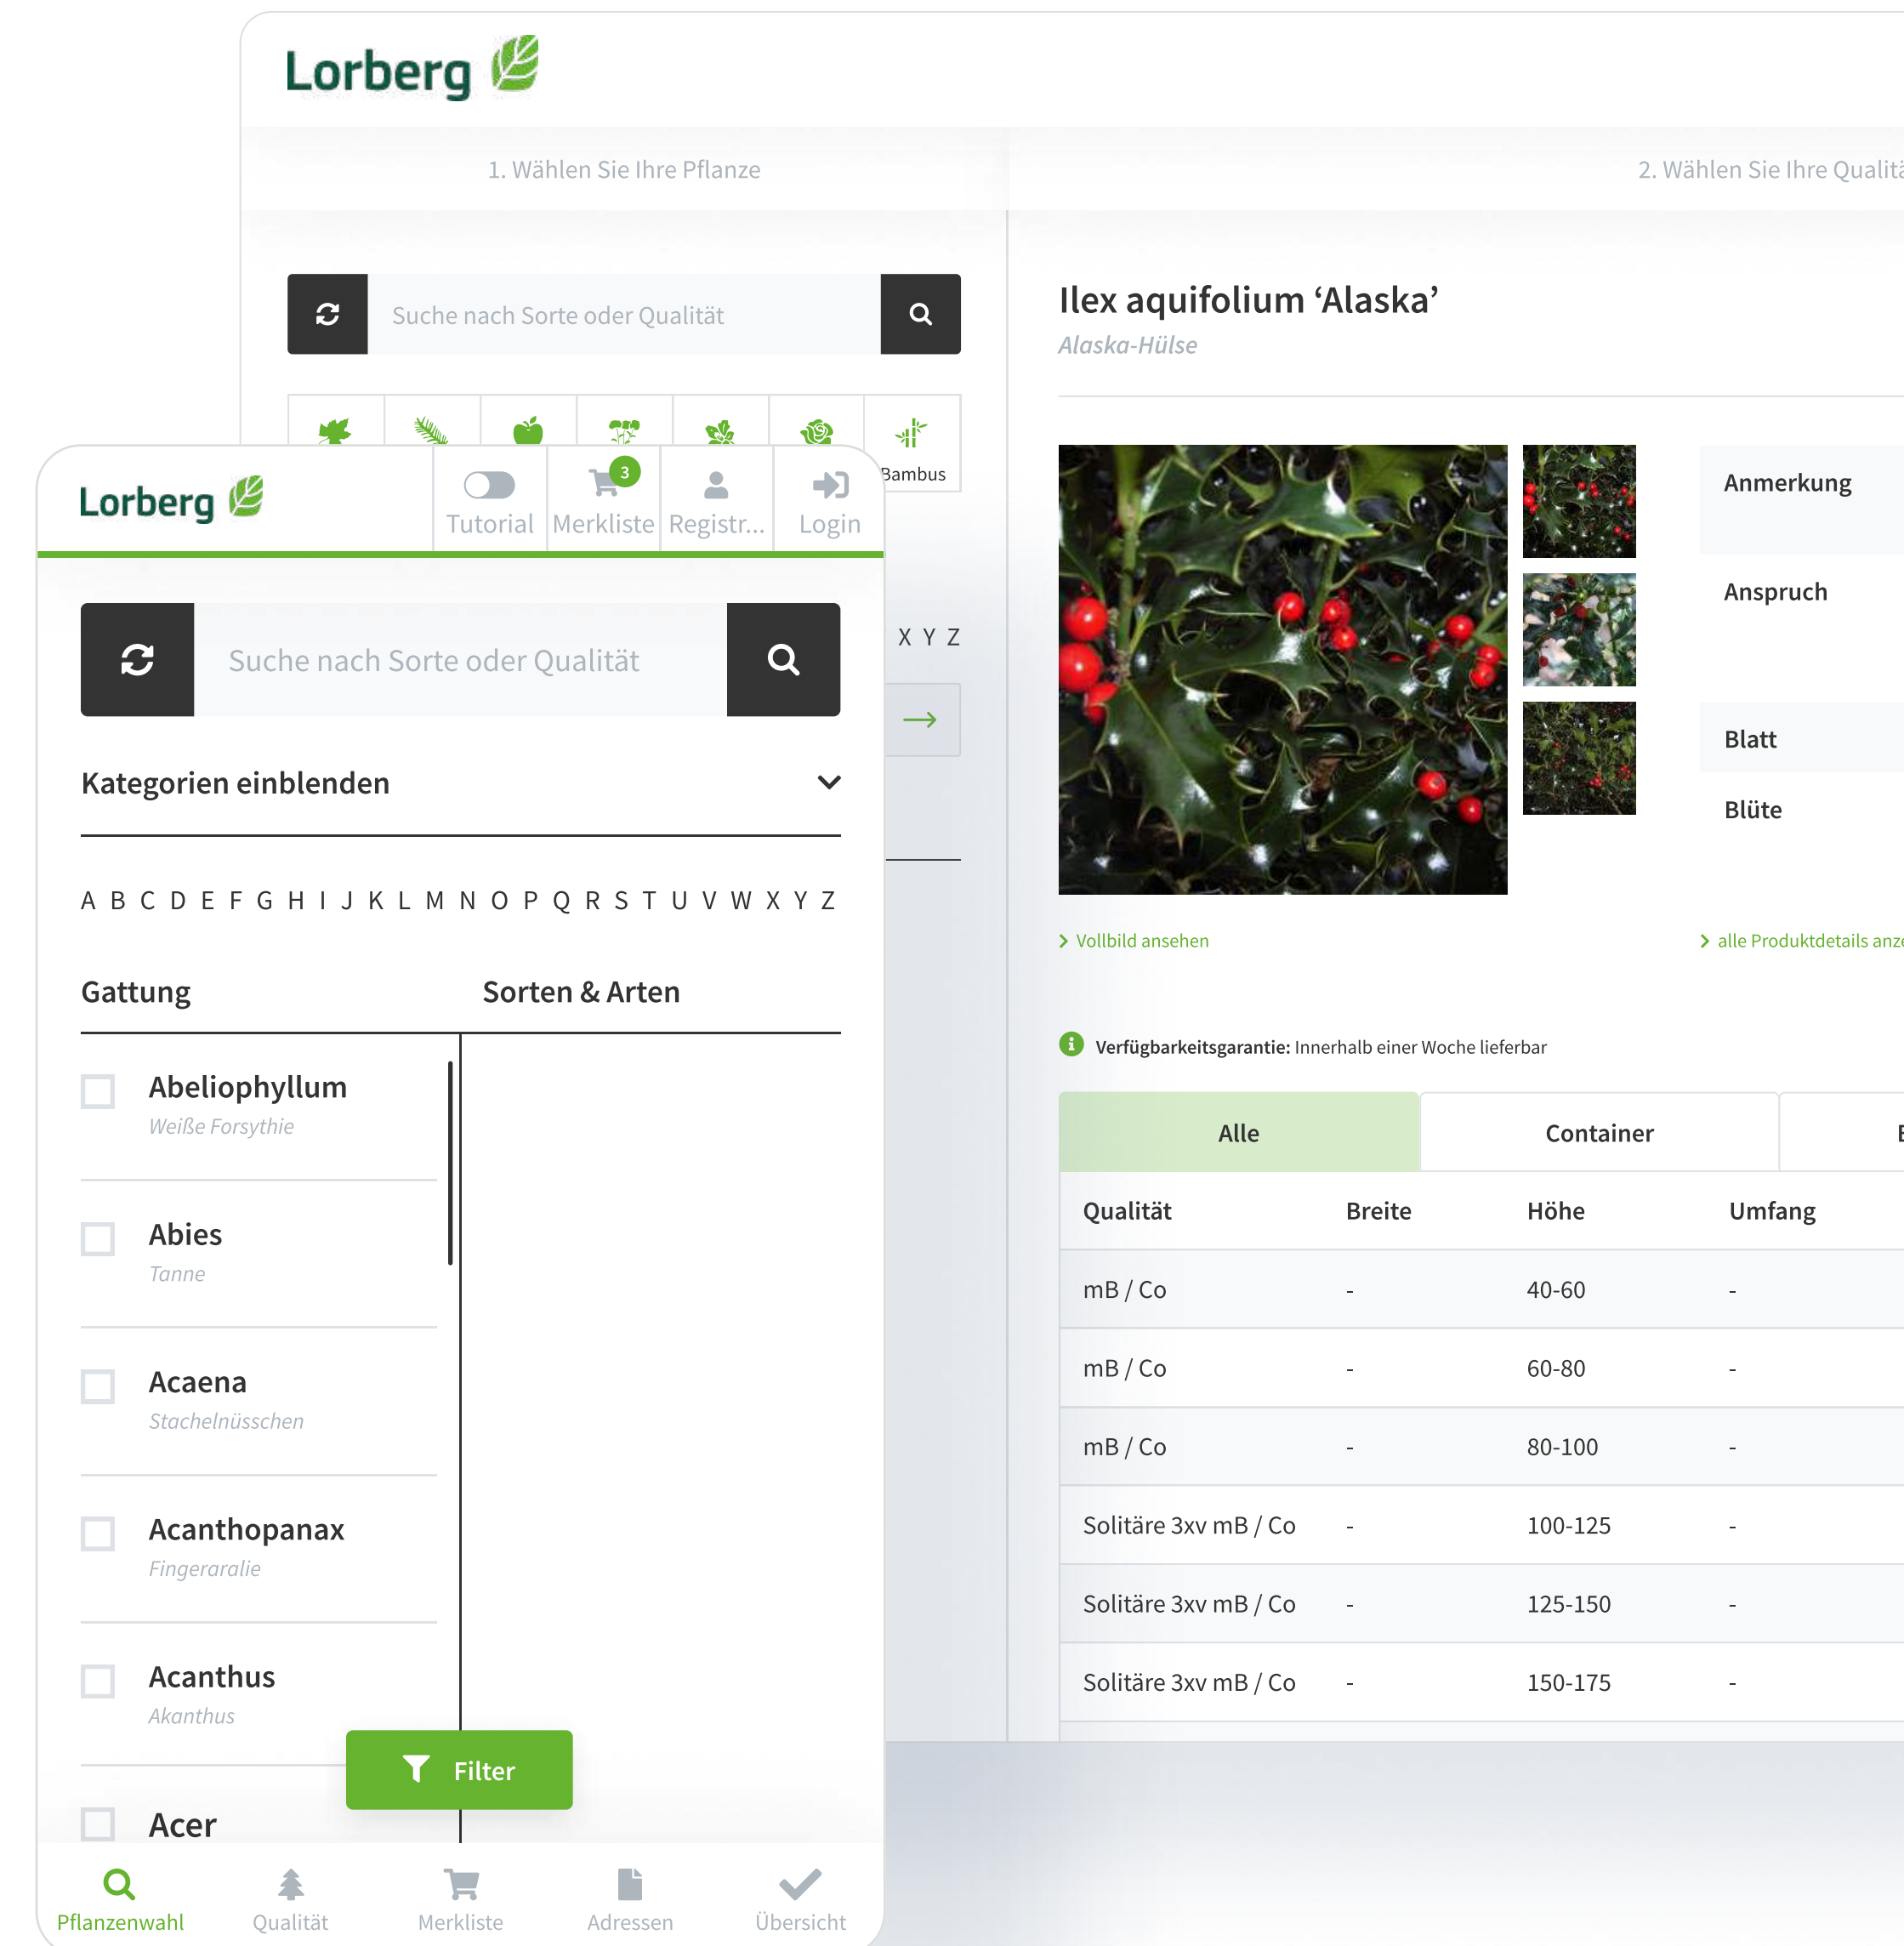 Lorberg
1. Wählen Sie Ihre Pflanze
2. Wählen Sie Ihre
Suche nach Sorte oder Qualität
Bambus
X Y Z
Ilex aquifolium ‘Alaska’
Alaska-Hülse
Anmerkung
Anspruch
Blatt
Blüte
Vollbild ansehen
alle Produktdetails
Verfügbarkeitsgarantie: Innerhalb einer Woche lieferbar
Alle Container
Qualität Breite Höhe Umfang
mB / Co - 40-60 -
mB / Co - 60-80 -
mB / Co - 80-100 -
Solitäre 3xv mB / Co - 100-125 -
Solitäre 3xv mB / Co - 125-150 -
Solitäre 3xv mB / Co - 150-175 -
Lorberg
3
Tutorial Merkliste Registr... Login
Suche nach Sorte oder Qualität
Kategorien einblenden
A B C D E F G H I J K L M N O P Q R S T U V W X Y Z
Gattung Sorten & Arten
Abeliophyllum
Weiße Forsythie
Abies
Tanne
Acaena
Stachelnüsschen
Acanthopanax
Fingeraralie
Acanthus
Akanthus
Filter
Acer
Pflanzenwahl Qualität Merkliste Adressen Übersicht